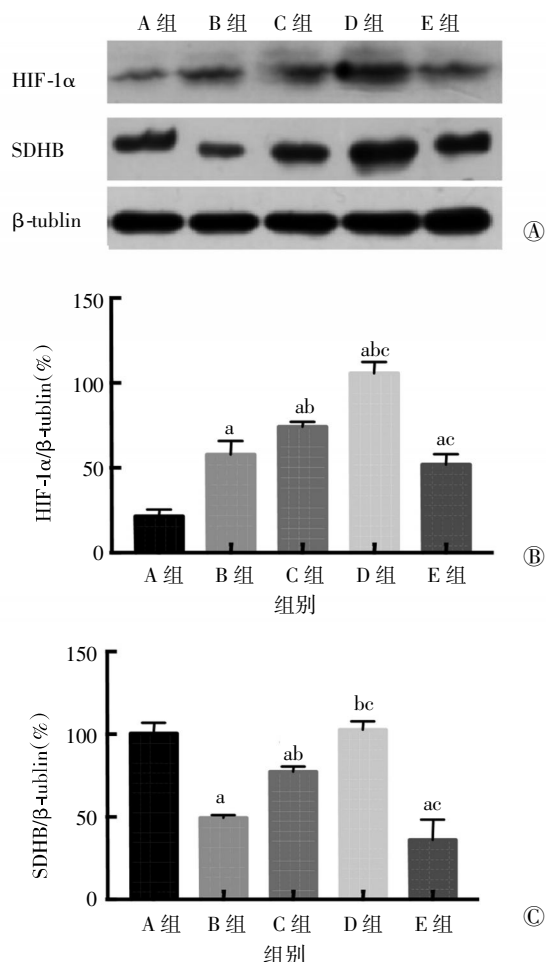 A 组 B 组 C 组 D 组 E 组
HIF-1α
SDHB
β-tublin
Ⓐ
150
100
50
0
HIF-1α/β-tublin(%)
a
ab
abc
ac
A 组 B 组 C 组 D 组 E 组
组别
Ⓑ
150
100
50
0
SDHB/β-tublin(%)
a
ab
bc
ac
A 组 B 组 C 组 D 组 E 组
组别
Ⓒ